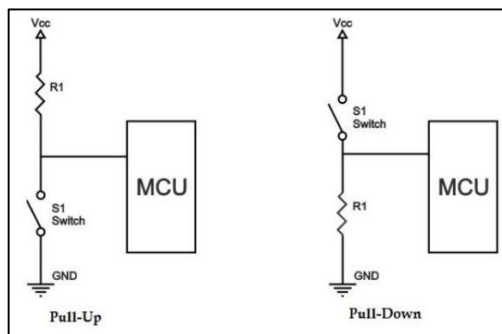 Vcc
R1
MCU
S1
Switch
GND
Pull-Up
Vcc
S1
Switch
MCU
R1
GND
Pull-Down